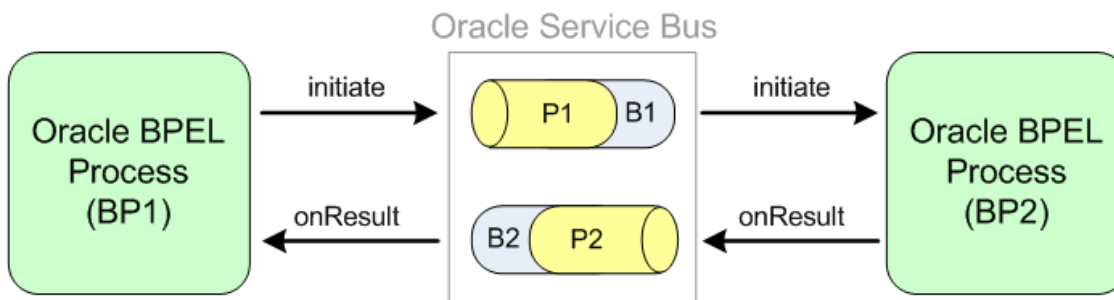 Oracle Service Bus
Oracle BPEL
Process
(BP1)
initiate
P1
B1
initiate
onResult
B2
P2
onResult
Oracle BPEL
Process
(BP2)